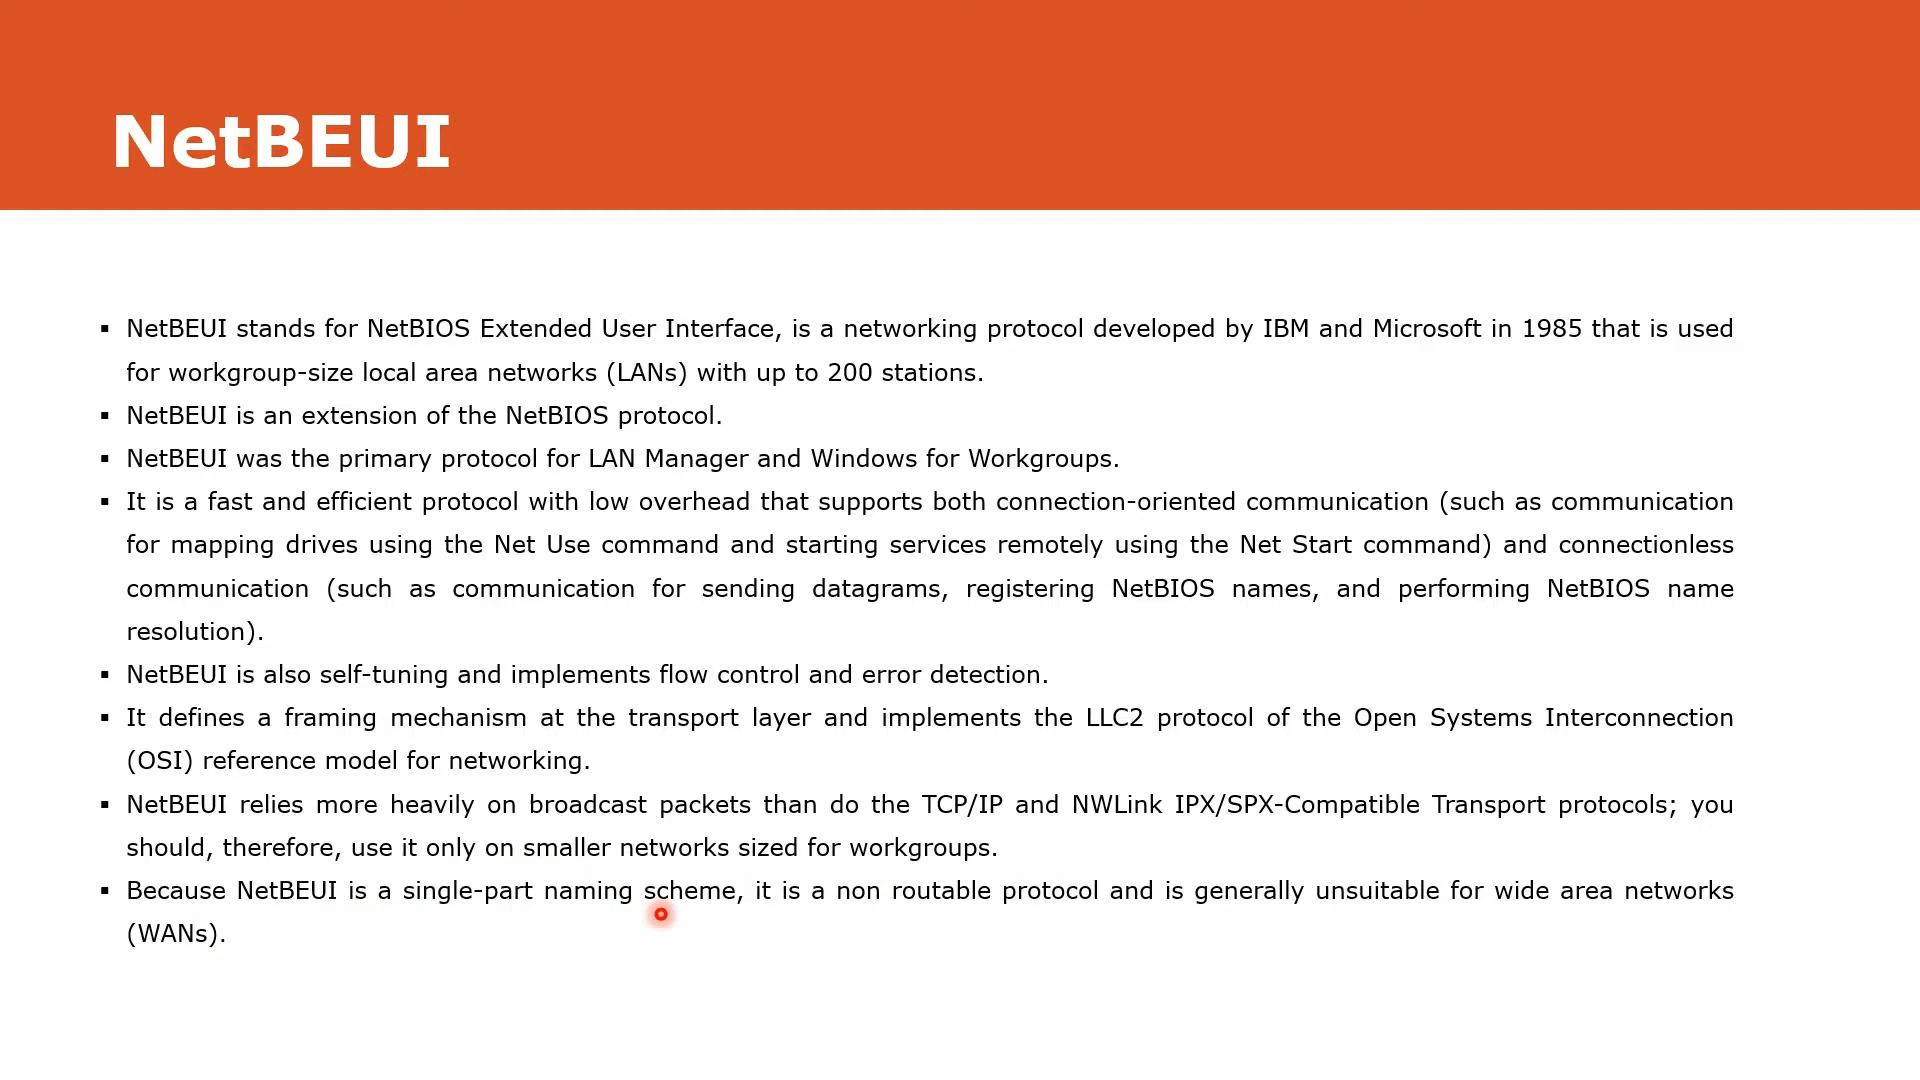 NetBEUI
▪ NetBEUI stands for NetBIOS Extended User Interface, is a networking protocol developed by IBM and Microsoft in 1985 that is used
for workgroup-size local area networks (LANs) with up to 200 stations.
▪ NetBEUI is an extension of the NetBIOS protocol.
▪ NetBEUI was the primary protocol for LAN Manager and Windows for Workgroups.
▪ It is a fast and efficient protocol with low overhead that supports both connection-oriented communication (such as communication
for mapping drives using the Net Use command and starting services remotely using the Net Start command) and connectionless
communication (such as communication for sending datagrams, registering NetBIOS names, and performing NetBIOS name
resolution).
▪ NetBEUI is also self-tuning and implements flow control and error detection.
▪ It defines a framing mechanism at the transport layer and implements the LLC2 protocol of the Open Systems Interconnection
(OSI) reference model for networking.
▪ NetBEUI relies more heavily on broadcast packets than do the TCP/IP and NWLink IPX/SPX-Compatible Transport protocols; you
should, therefore, use it only on smaller networks sized for workgroups.
▪ Because NetBEUI is a single-part naming scheme, it is a non routable protocol and is generally unsuitable for wide area networks
(WANs).